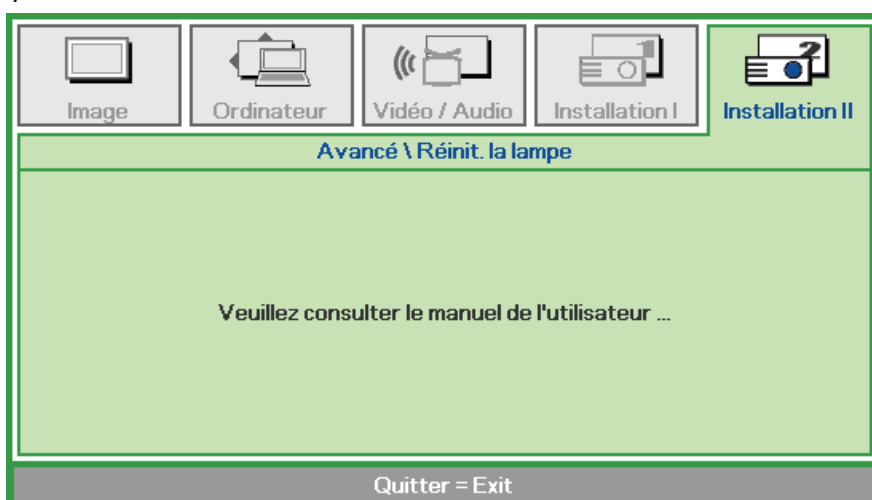 Image
Ordinateur
Vidéo / Audio
Installation I
Installation II
Avancé \ Réinit. la lampe
Veuillez consulter le manuel de l'utilisateur ...
Quitter = Exit